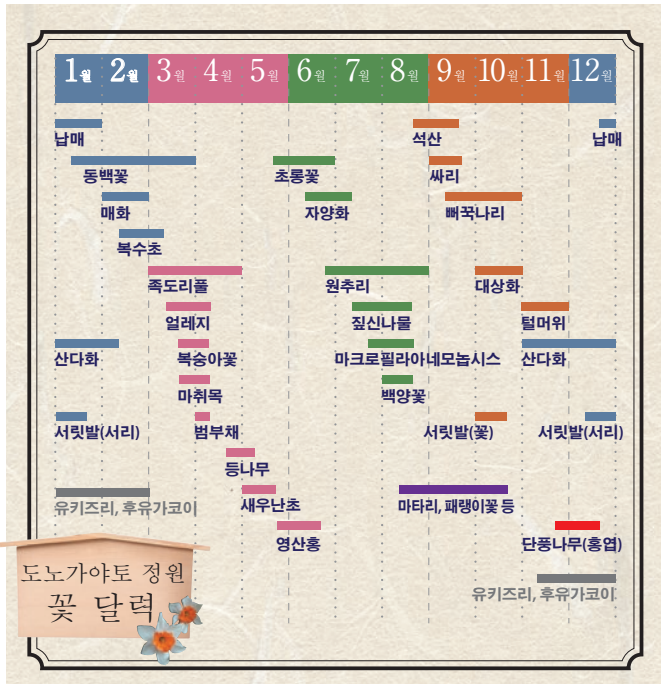 1월 2월 3월 4월 5월 6월 7월 8월 9월 10월 11월 12월
납매 석산 납매
동백꽃 초롱꽃 싸리
매화 자양화 뻐꾹나리
복수초
족도리풀 원추리 대상화
얼레지 짚신나물 털머위
산다화 복숭아꽃 마크로필라아네모놉시스 산다화
마취목 백양꽃
서릿발(서리) 범부채 서릿발(꽃) 서릿발(서리)
등나무
유키즈리, 후유가코이 새우난초 마타리, 패랭이꽃 등
영산홍 단풍나무(홍엽)
유키즈리, 후유가코이
도노가야토 정원
꽃 달력